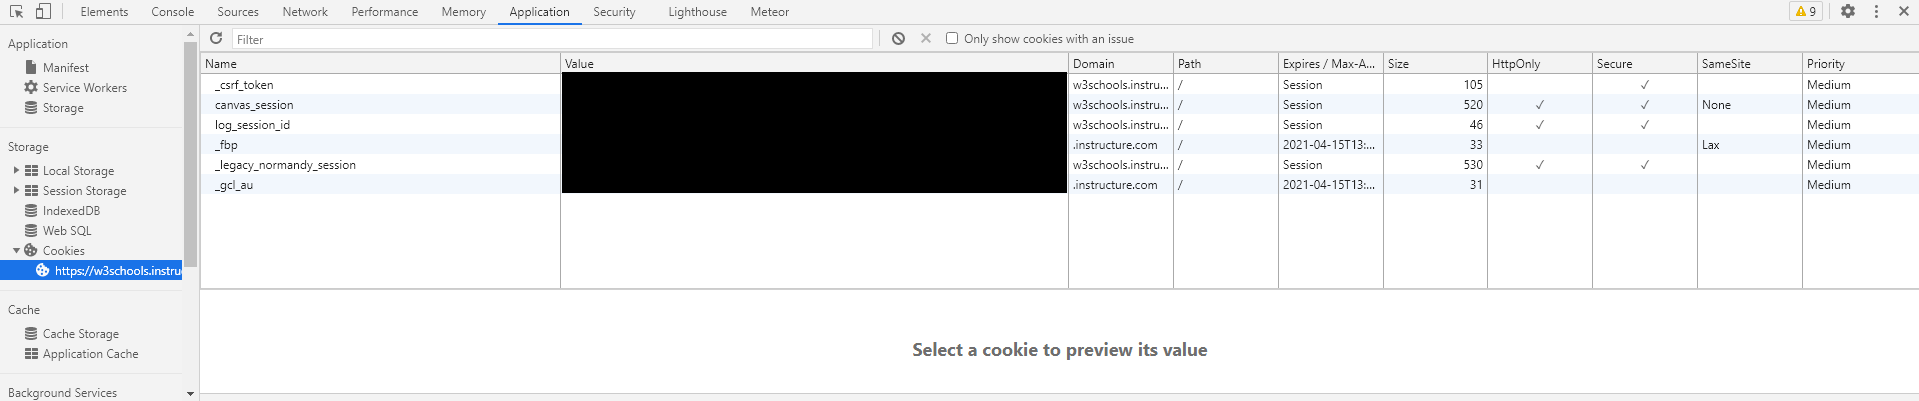 Elements Console Sources Network Performance Memory Application Security Lighthouse Meteor 9
Application
Manifest
Service Workers
Storage
Storage
Local Storage
Session Storage
IndexedDB
Web SQL
Cookies
https://w3schools.instru
Cache
Cache Storage
Application Cache
Background Services
Filter Only show cookies with an issue
Name Value Domain Path Expires / Max-A... Size HttpOnly Secure SameSite Priority
_csrf_token w3schools.instru... / Session 105 ✓ Medium
canvas_session w3schools.instru... / Session 520 ✓ ✓ None Medium
log_session_id w3schools.instru... / Session 46 ✓ ✓ Medium
_fbp .instructure.com / 2021-04-15T13:... 33 Lax Medium
_legacy_normandy_session w3schools.instru... / Session 530 ✓ ✓ Medium
_gcl_au .instructure.com / 2021-04-15T13:... 31 Medium
Select a cookie to preview its value